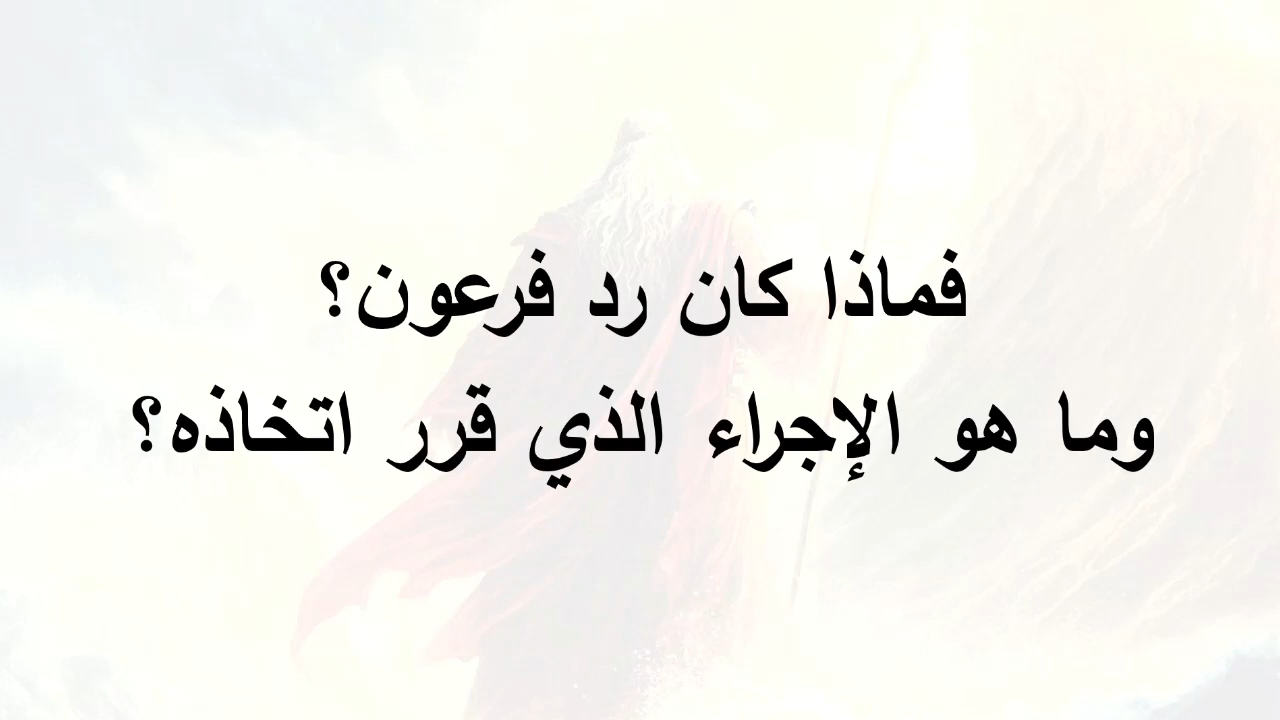 فماذا كان رد فرعون؟
وما هو الإجراء الذي قرر اتخاذه؟